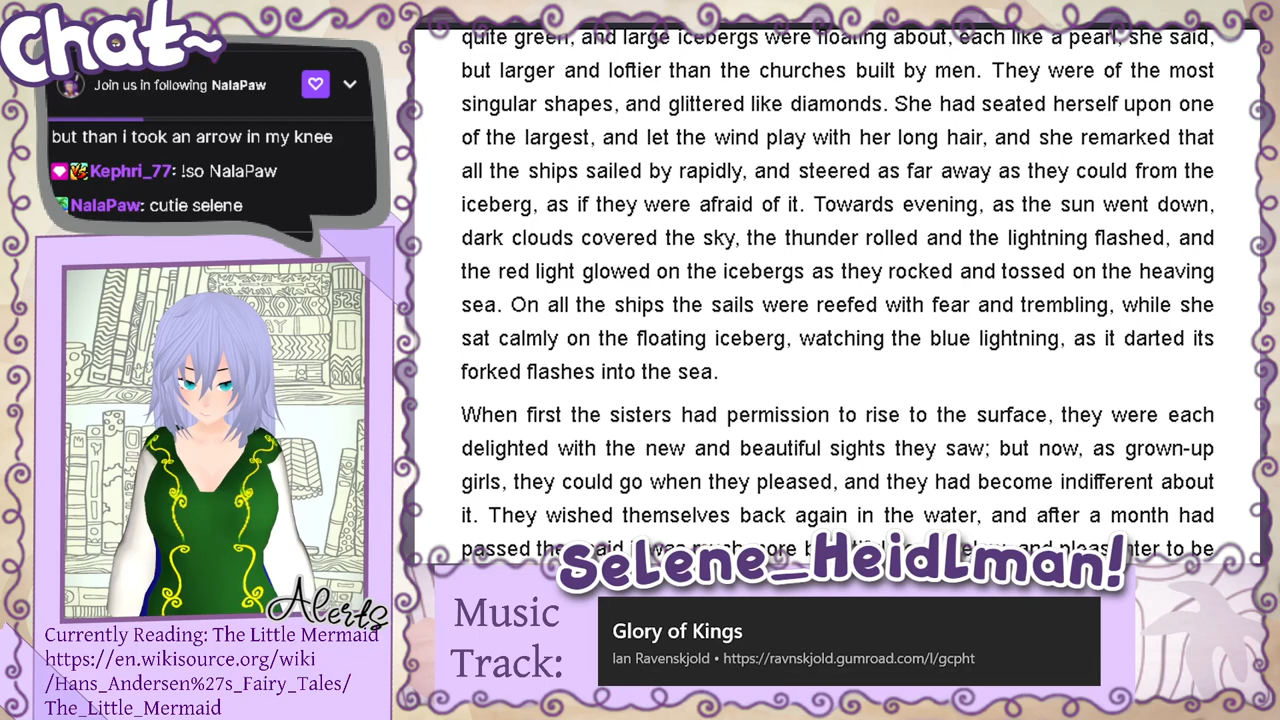 Chat~
Join us in following NalaPaw
but than i took an arrow in my knee
Kephri_77: !so NalaPaw
NalaPaw: cutie selene
quite green, and large icebergs were floating about, each like a pearl, she said,
but larger and loftier than the churches built by men. They were of the most
singular shapes, and glittered like diamonds. She had seated herself upon one
of the largest, and let the wind play with her long hair, and she remarked that
all the ships sailed by rapidly, and steered as far away as they could from the
iceberg, as if they were afraid of it. Towards evening, as the sun went down,
dark clouds covered the sky, the thunder rolled and the lightning flashed, and
the red light glowed on the icebergs as they rocked and tossed on the heaving
sea. On all the ships the sails were reefed with fear and trembling, while she
sat calmly on the floating iceberg, watching the blue lightning, as it darted its
forked flashes into the sea.
When first the sisters had permission to rise to the surface, they were each
delighted with the new and beautiful sights they saw; but now, as grown-up
girls, they could go when they pleased, and they had become indifferent about
it. They wished themselves back again in the water, and after a month had
passed they said it was much more and to be
Selene_Heidlman!
Alerts
Currently Reading: The Little Mermaid
https://en.wikisource.org/wiki
/Hans_Andersen%27s_Fairy_Tales/
The_Little_Mermaid
Music
Track:
Glory of Kings
Ian Ravenskjold • https://ravnskjold.gumroad.com/l/gcpht